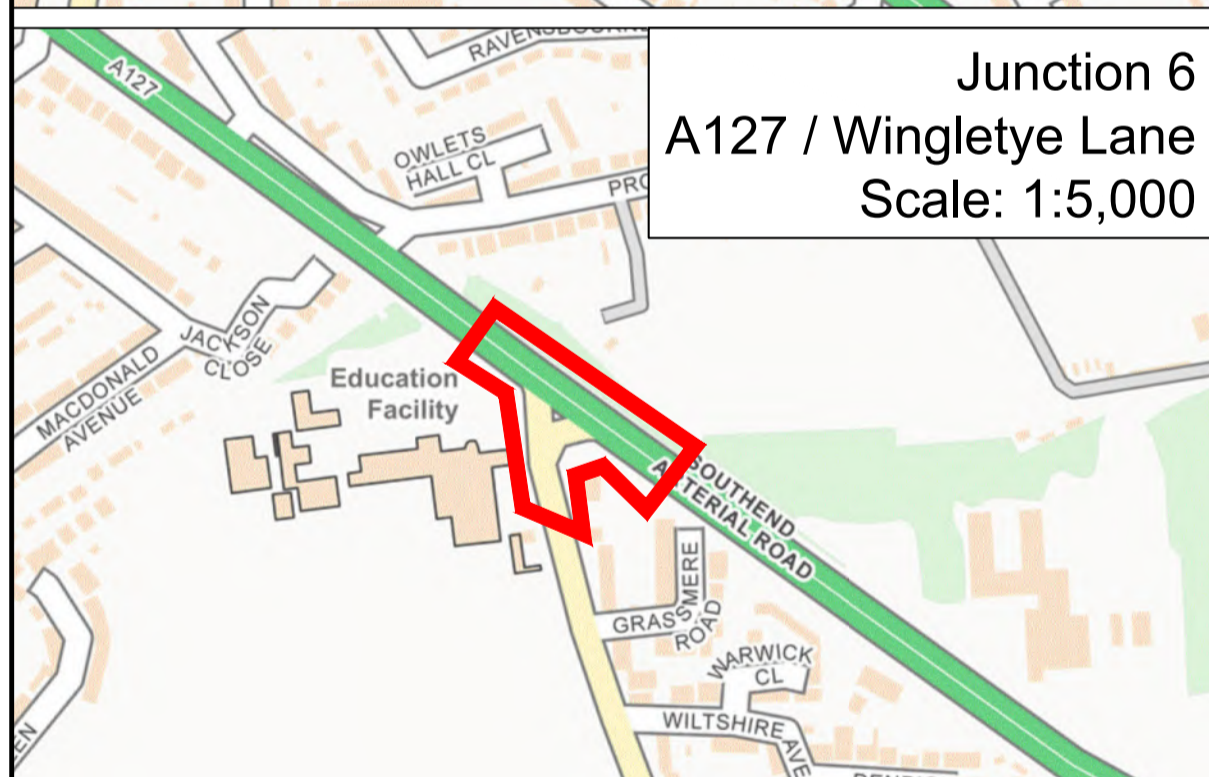 Junction 6
A127 / Wingletye Lane
Scale: 1:5,000
A127
OWLETS
HALL CL
JACKSON
CLOSE
MACDONALD
AVENUE
Education
Facility
SOUTHEND
ARTERIAL ROAD
GRASSMERE
ROAD
WARWICK
CL
WILTSHIRE AVE